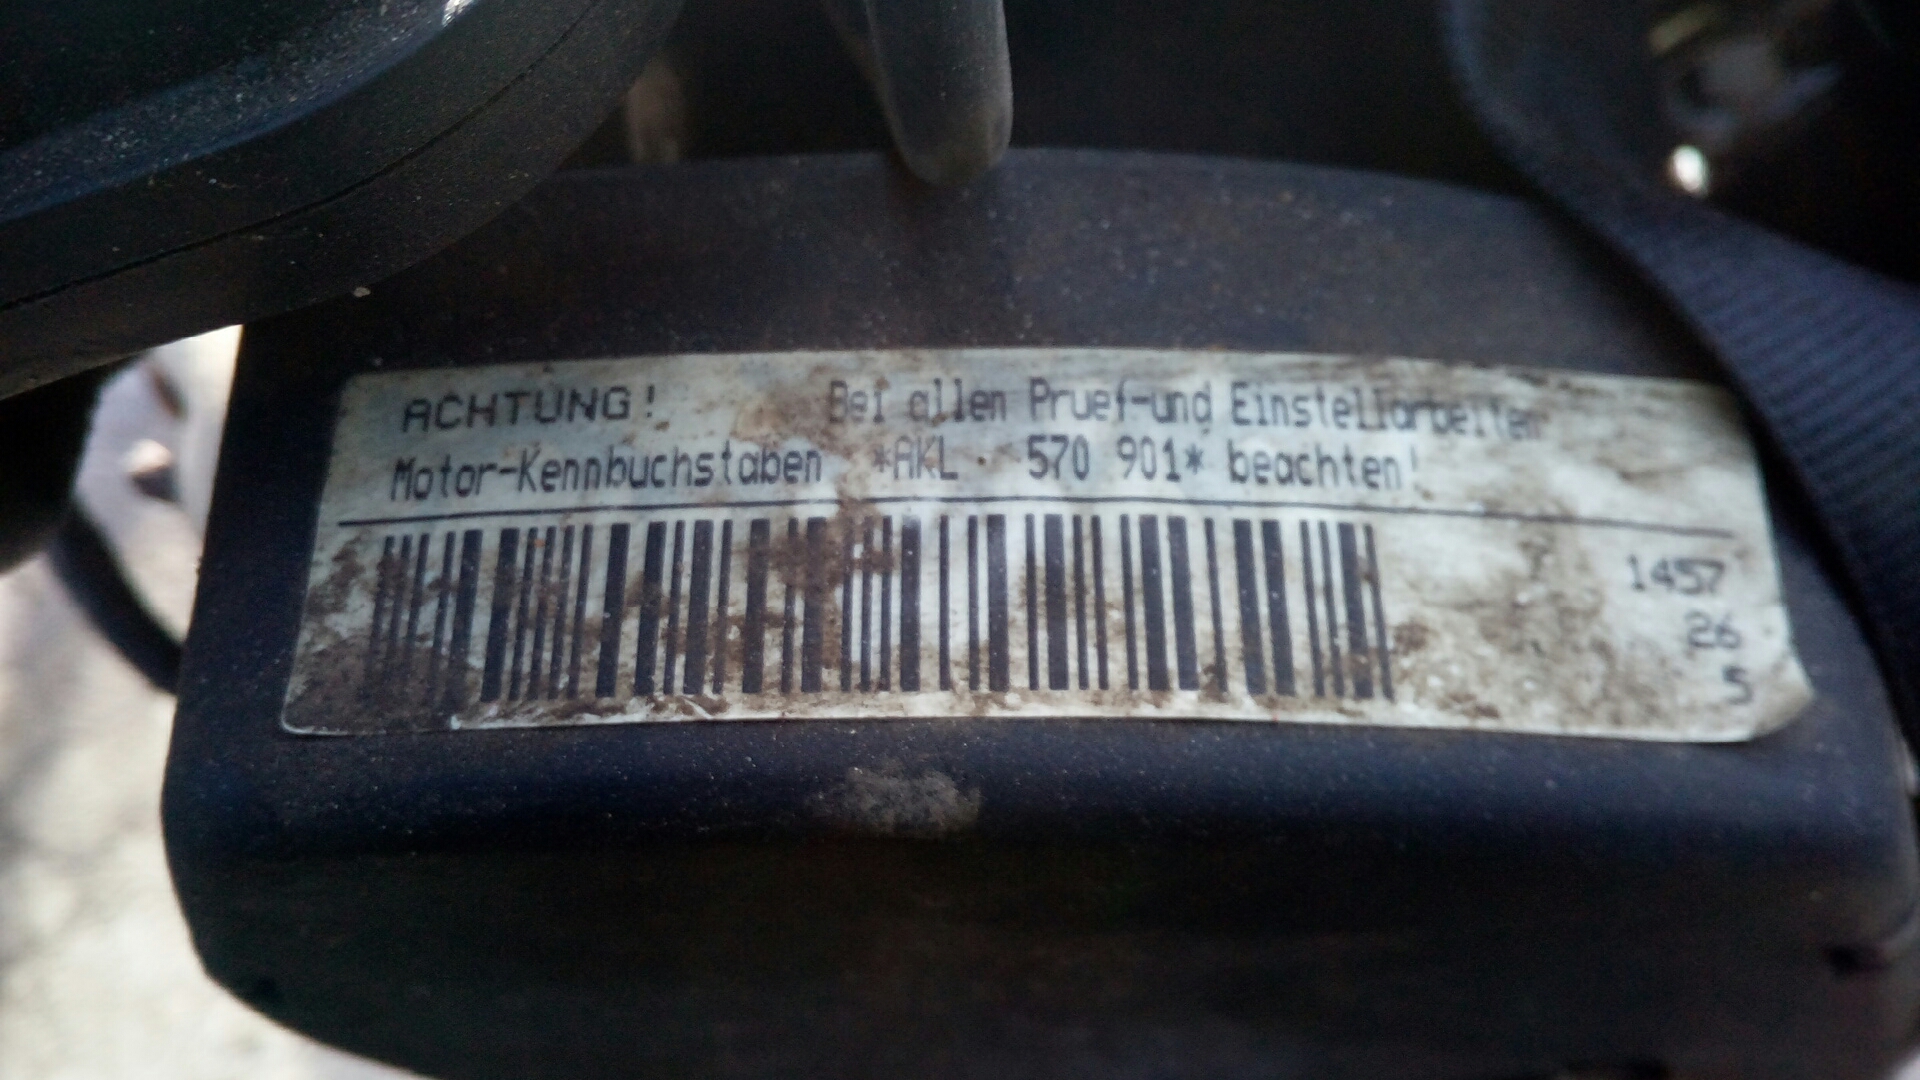 ACHTUNG! Bei allen Pruef-und Einstellarbeiten
Motor-Kennbuchstaben *AKL · 570 901* beachten!
1457
26
5